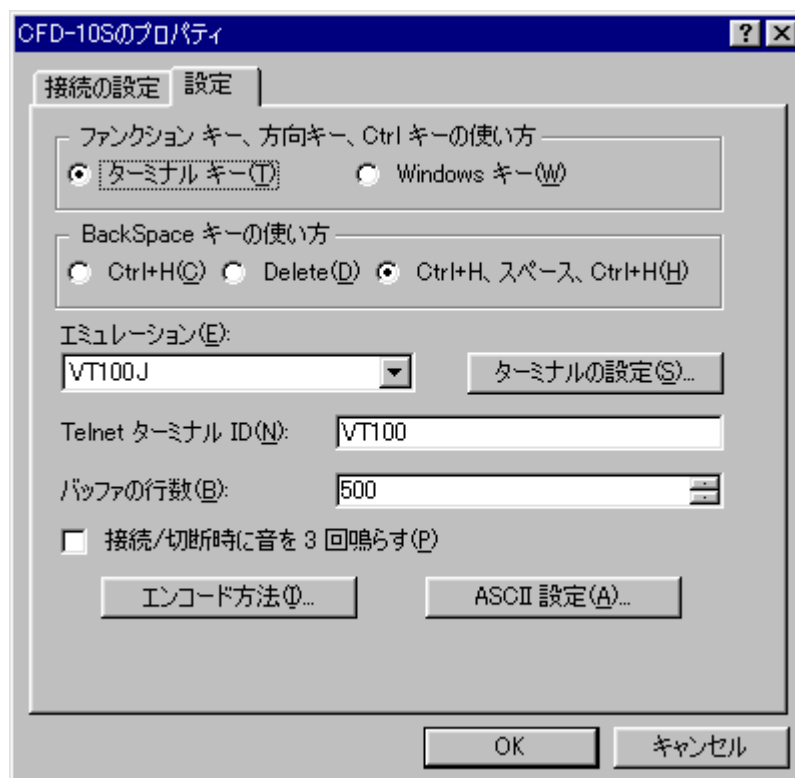 CFD-10Sのプロパティ
接続の設定 設定
ファンクション キー、方向キー、Ctrl キーの使い方
ターミナル キー(T) Windows キー(W)
BackSpace キーの使い方
Ctrl+H(C) Delete(D) Ctrl+H、スペース、Ctrl+H(H)
エミュレーション(E):
VT100J ターミナルの設定(S)...
Telnet ターミナル ID(N): VT100
バッファの行数(B): 500
接続/切断時に音を 3 回鳴らす(P)
エンコード方法(I)... ASCII 設定(A)...
OK キャンセル